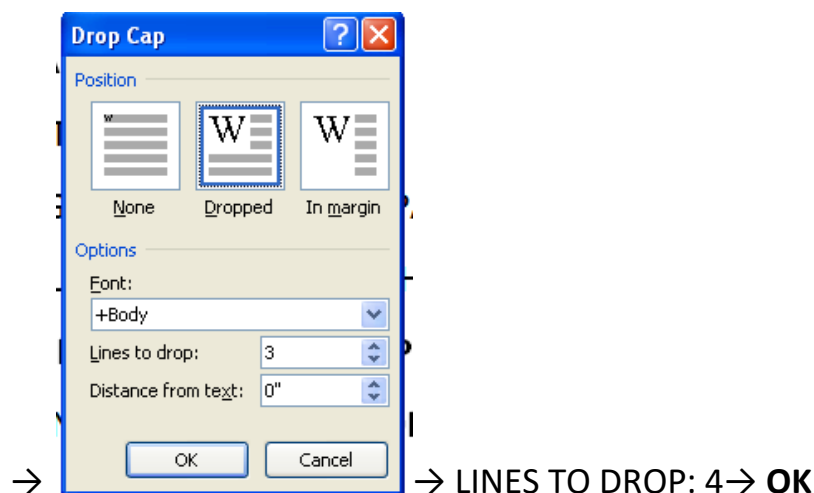 Drop Cap
Position
W
W
W
None Dropped In margin
Options
Font:
+Body
Lines to drop: 3
Distance from text: 0"
OK Cancel
→ → LINES TO DROP: 4→ OK